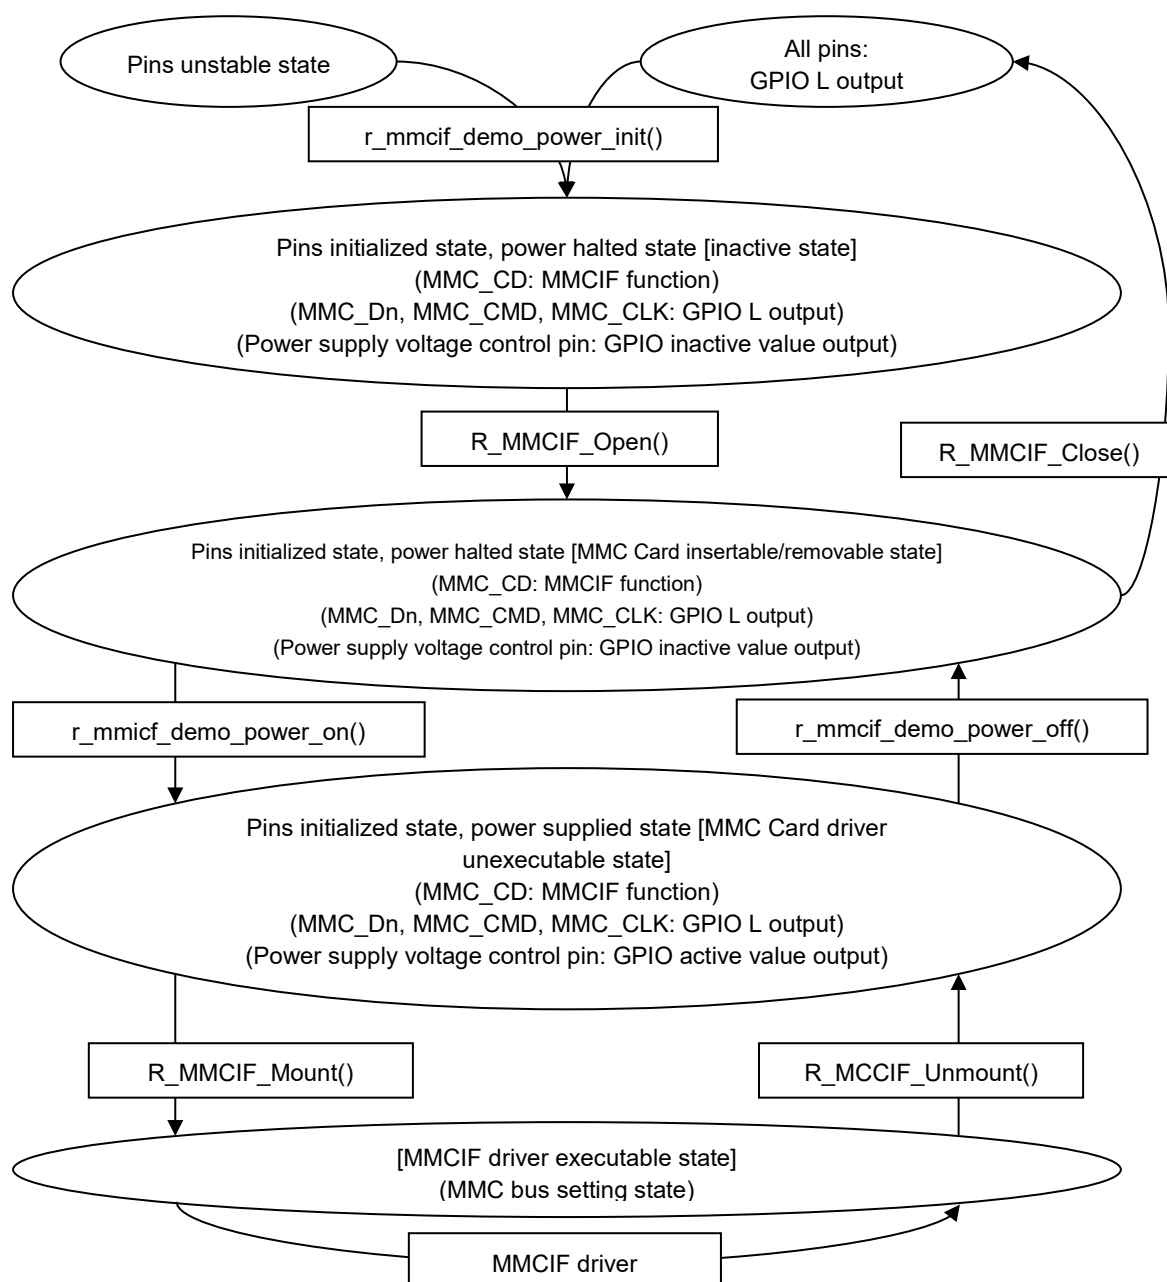 Pins unstable state
All pins:
GPIO L output
r_mmcif_demo_power_init()
Pins initialized state, power halted state [inactive state]
(MMC_CD: MMCIF function)
(MMC_Dn, MMC_CMD, MMC_CLK: GPIO L output)
(Power supply voltage control pin: GPIO inactive value output)
R_MMCIF_Open()
R_MMCIF_Close()
Pins initialized state, power halted state [MMC Card insertable/removable state]
(MMC_CD: MMCIF function)
(MMC_Dn, MMC_CMD, MMC_CLK: GPIO L output)
(Power supply voltage control pin: GPIO inactive value output)
r_mmicf_demo_power_on()
r_mmcif_demo_power_off()
Pins initialized state, power supplied state [MMC Card driver
unexecutable state]
(MMC_CD: MMCIF function)
(MMC_Dn, MMC_CMD, MMC_CLK: GPIO L output)
(Power supply voltage control pin: GPIO active value output)
R_MMCIF_Mount()
R_MCCIF_Unmount()
[MMCIF driver executable state]
(MMC bus setting state)
MMCIF driver